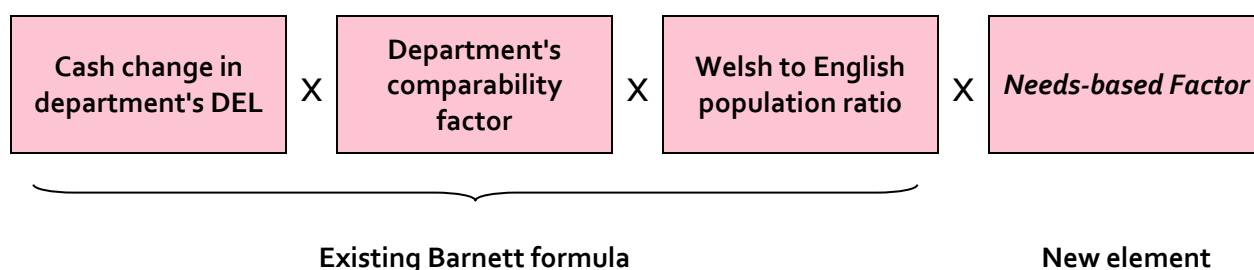 Cash change in
department's DEL
X
Department's
comparability
factor
X
Welsh to English
population ratio
X
Needs-based Factor
Existing Barnett formula
New element